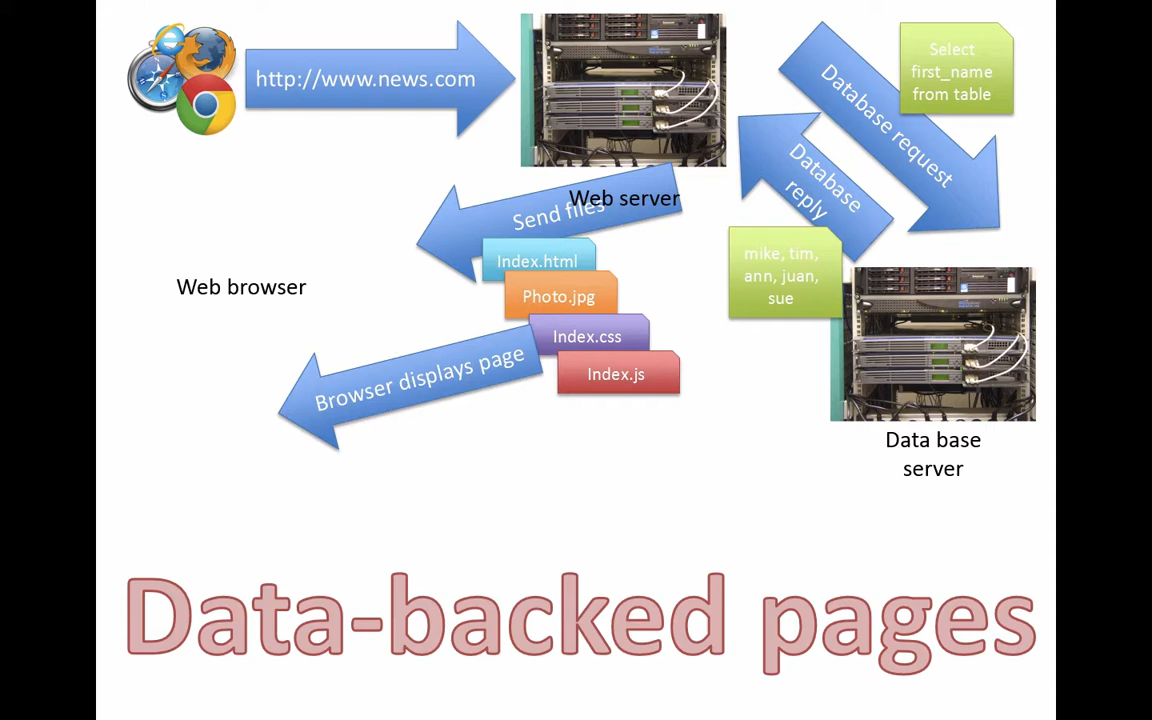 http://www.news.com
Select
first_name
from table
Database request
Database
reply
Web server
Send files
Index.html
Photo.jpg
Index.css
Index.js
mike, tim,
ann, juan,
sue
Web browser
Browser displays page
Data base
server
Data-backed pages